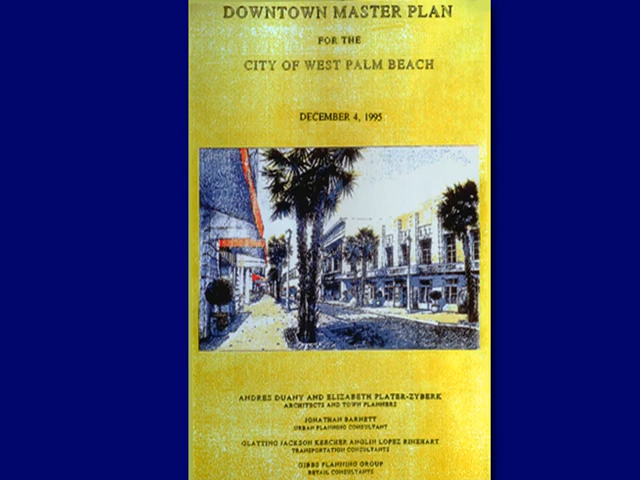 DOWNTOWN MASTER PLAN
FOR THE
CITY OF WEST PALM BEACH
DECEMBER 4, 1995
ANDRES DUANY AND ELIZABETH PLATER-ZYBERK
ARCHITECTS AND TOWN PLANNERS
JONATHAN BARNETT
URBAN PLANNING CONSULTANT
GLATTING JACKSON KERCHER ANGLIN LOPEZ RINEHART
TRANSPORTATION CONSULTANTS
GIBBS PLANNING GROUP
RETAIL CONSULTANTS